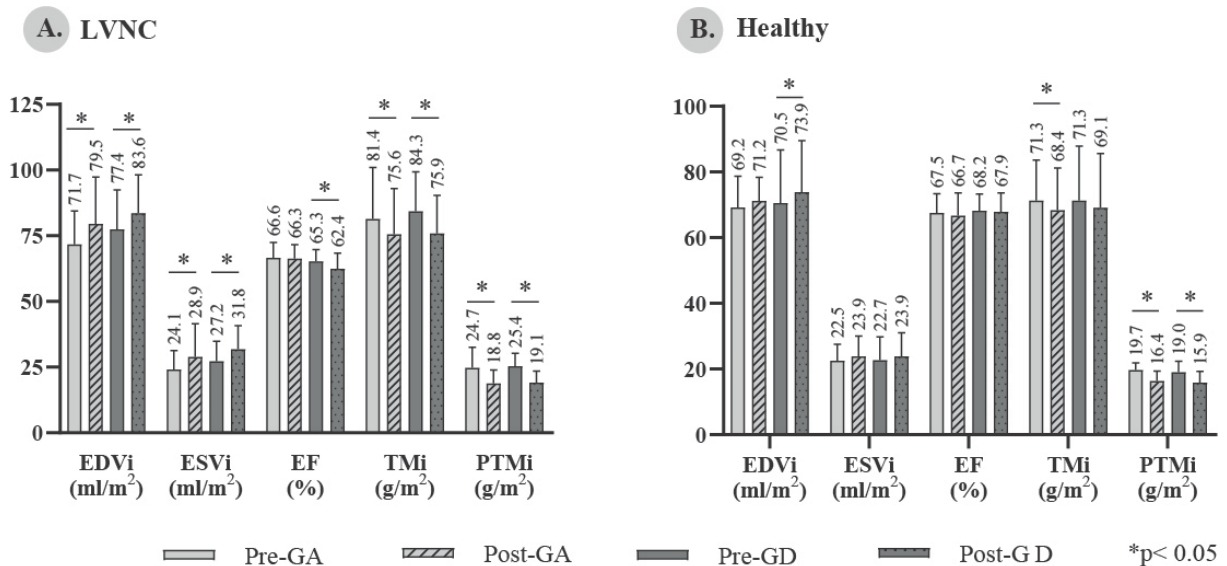 A. LVNC
125
100
75
50
25
0
* * * * * * * * *
71.7 79.5 77.4 83.6
24.1 28.9 27.2 31.8
66.6 66.3 65.3 62.4
81.4 75.6 84.3 75.9
24.7 18.8 25.4 19.1
EDVi ESVi EF TMi PTMi
(ml/m²) (ml/m²) (%) (g/m²) (g/m²)
B. Healthy
100
80
60
40
20
0
* * * *
69.2 71.2 70.5 73.9
22.5 23.9 22.7 23.9
67.5 66.7 68.2 67.9
71.3 68.4 71.3 69.1
19.7 16.4 19.0 15.9
EDVi ESVi EF TMi PTMi
(ml/m²) (ml/m²) (%) (g/m²) (g/m²)
Pre-GA Post-GA Pre-GD Post-G D *p< 0.05